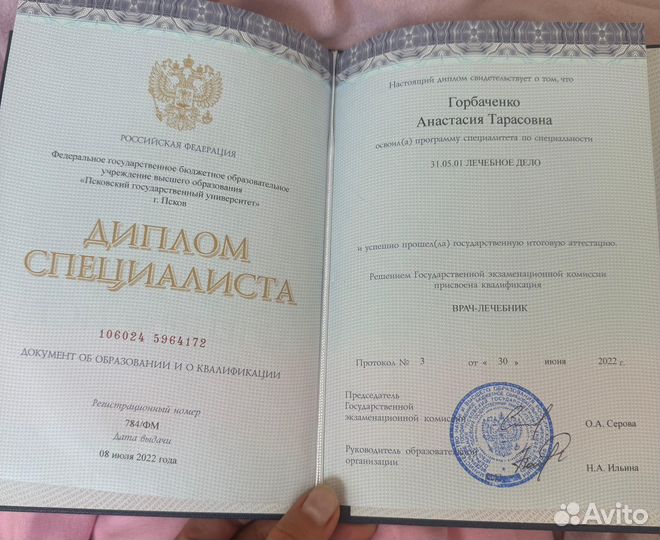 РОССИЙСКАЯ ФЕДЕРАЦИЯ
Федеральное государственное бюджетное образовательное
учреждение высшего образования
«Псковский государственный университет»
г. Псков
ДИПЛОМ
СПЕЦИАЛИСТА
106024 5964172
ДОКУМЕНТ ОБ ОБРАЗОВАНИИ И О КВАЛИФИКАЦИИ
Регистрационный номер
784/ФМ
Дата выдачи
08 июля 2022 года
Настоящий диплом свидетельствует о том, что
Горбаченко
Анастасия Тарасовна
освоил(а) программу специалитета по специальности
31.05.01 ЛЕЧЕБНОЕ ДЕЛО
и успешно прошел(ла) государственную итоговую аттестацию.
Решением Государственной экзаменационной комиссии
присвоена квалификация
ВРАЧ-ЛЕЧЕБНИК
Протокол № 3 от « 30 » июня 2022 г.
Председатель
Государственной
экзаменационной комиссии
О.А. Серова
Руководитель образовательной
организации
Н.А. Ильина
Avito